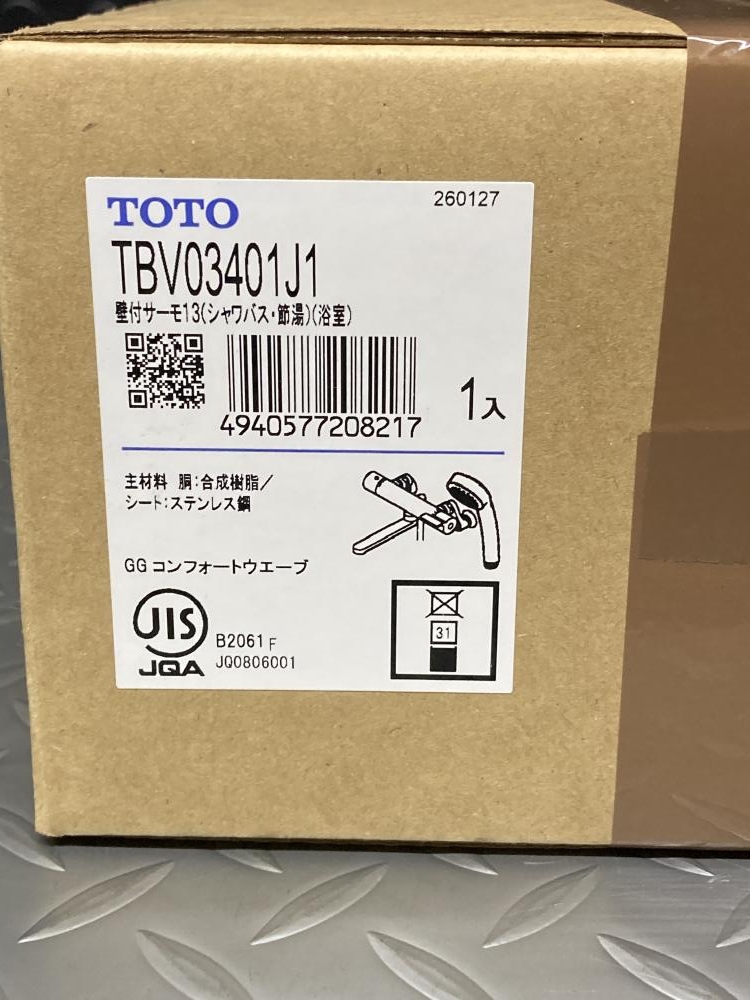 260127
TOTO
TBV03401J1
壁付サーモ13(シャワバス・節湯)(浴室)
4940577208217
1入
主材料 胴:合成樹脂/
シート:ステンレス鋼
GG コンフォートウエーブ
JIS
JQA
B2061 F
JQ0806001
31